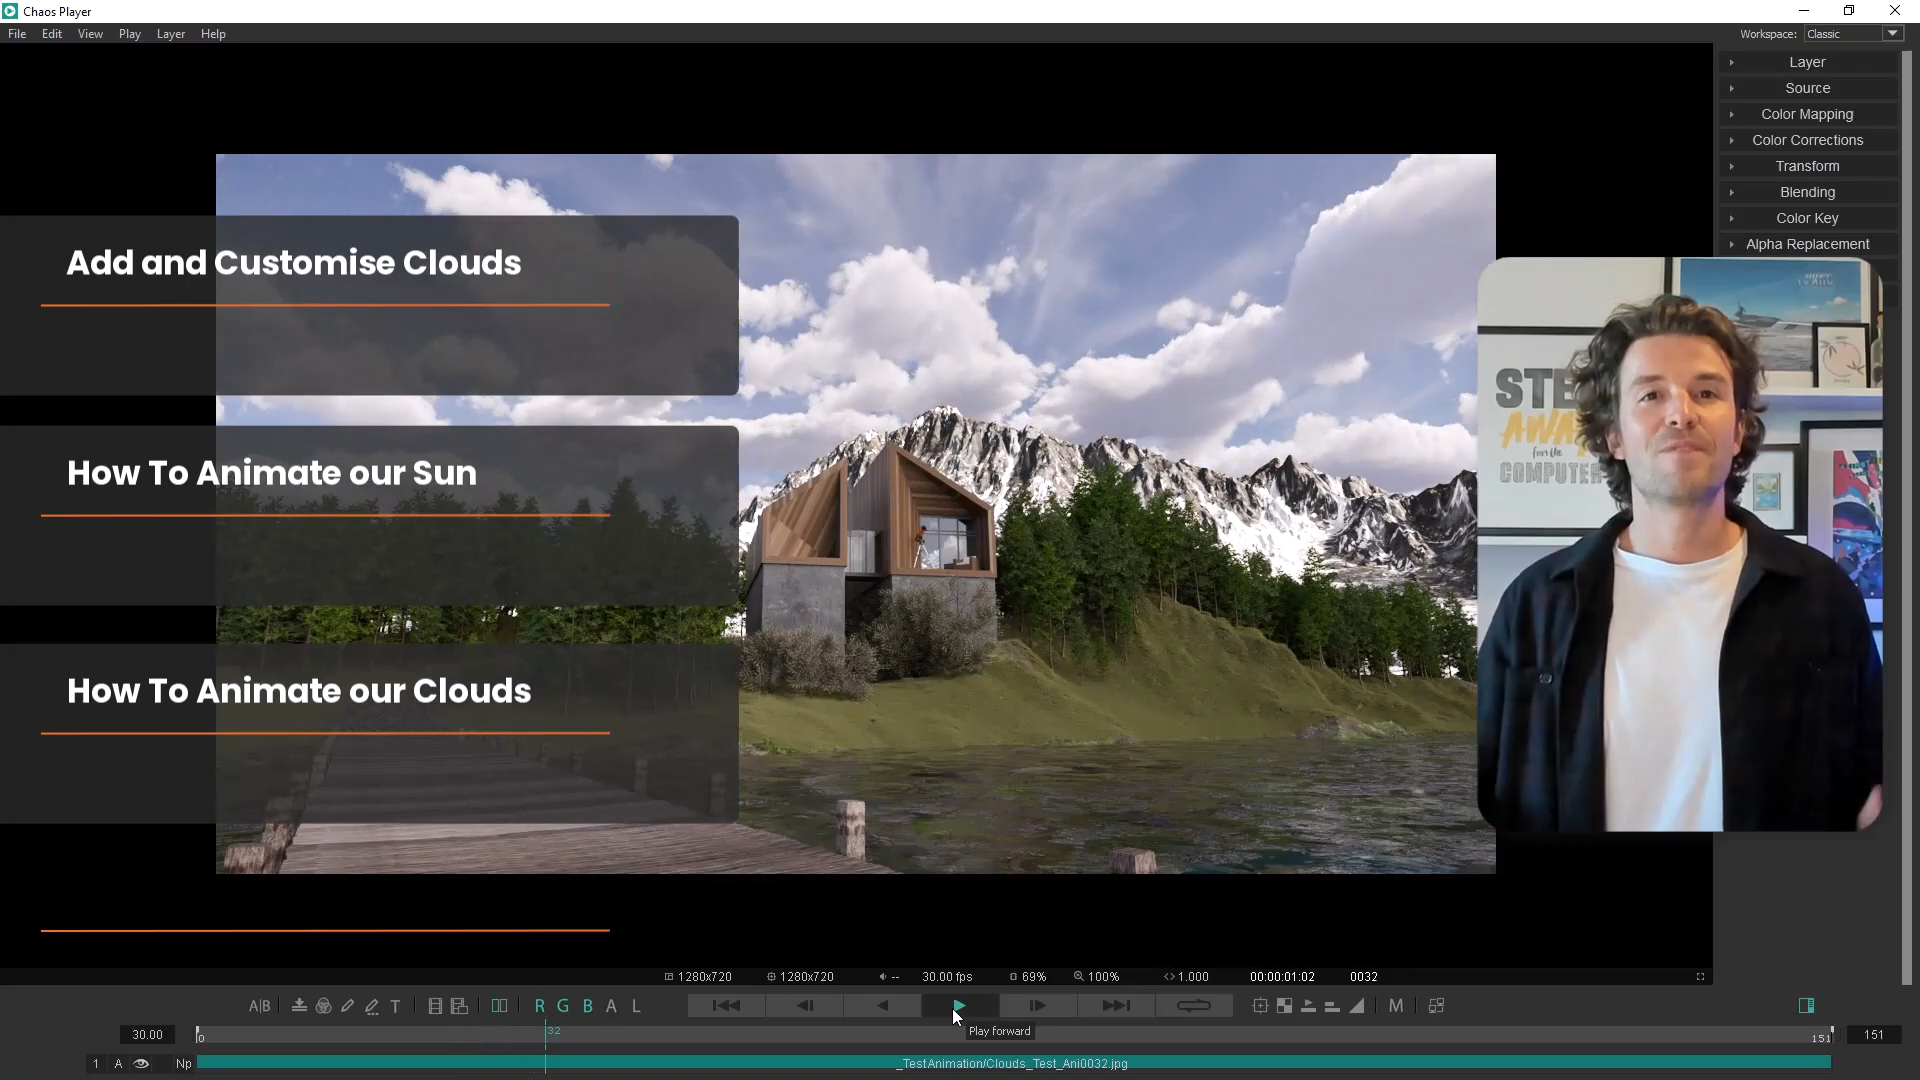 Chaos Player
File Edit View Play Layer Help
Workspace: Classic
Layer
Source
Color Mapping
Color Corrections
Transform
Blending
Color Key
Alpha Replacement
Add and Customise Clouds
How To Animate our Sun
How To Animate our Clouds
STE
AWA
from the
COMPUTER
1280x720 1280x720 -- 30.00 fps 69% 100% 1.000 00:00:01:02 0032
A|B T R G B A L M
Play forward
30.00 0 32 151 151
1 A Np _TestAnimation/Clouds_Test_Ani0032.jpg